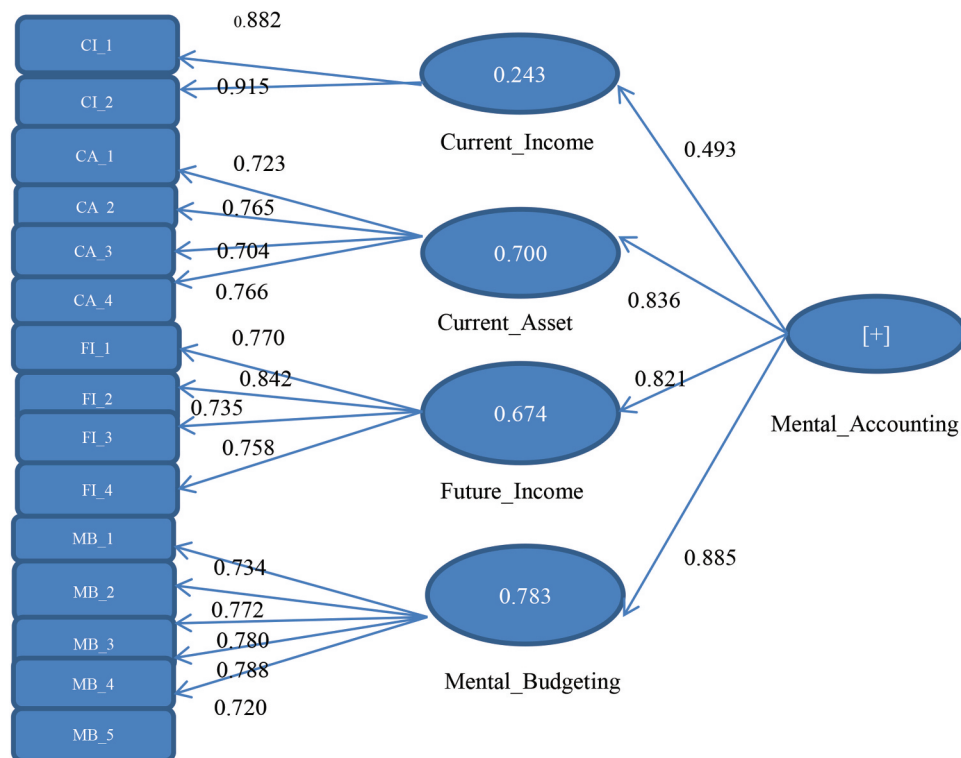 CI_1
0.882
0.243
CI_2
0.915
Current_Income
CA_1
0.723
0.493
CA_2
0.765
CA_3
0.704
0.700
CA_4
0.766
Current_Asset
0.836
FI_1
0.770
[+]
FI_2
0.842
0.821
FI_3
0.735
0.674
Mental_Accounting
0.758
FI_4
Future_Income
MB_1
0.734
0.885
MB_2
0.772
0.783
MB_3
0.780
MB_4
0.788
Mental_Budgeting
0.720
MB_5